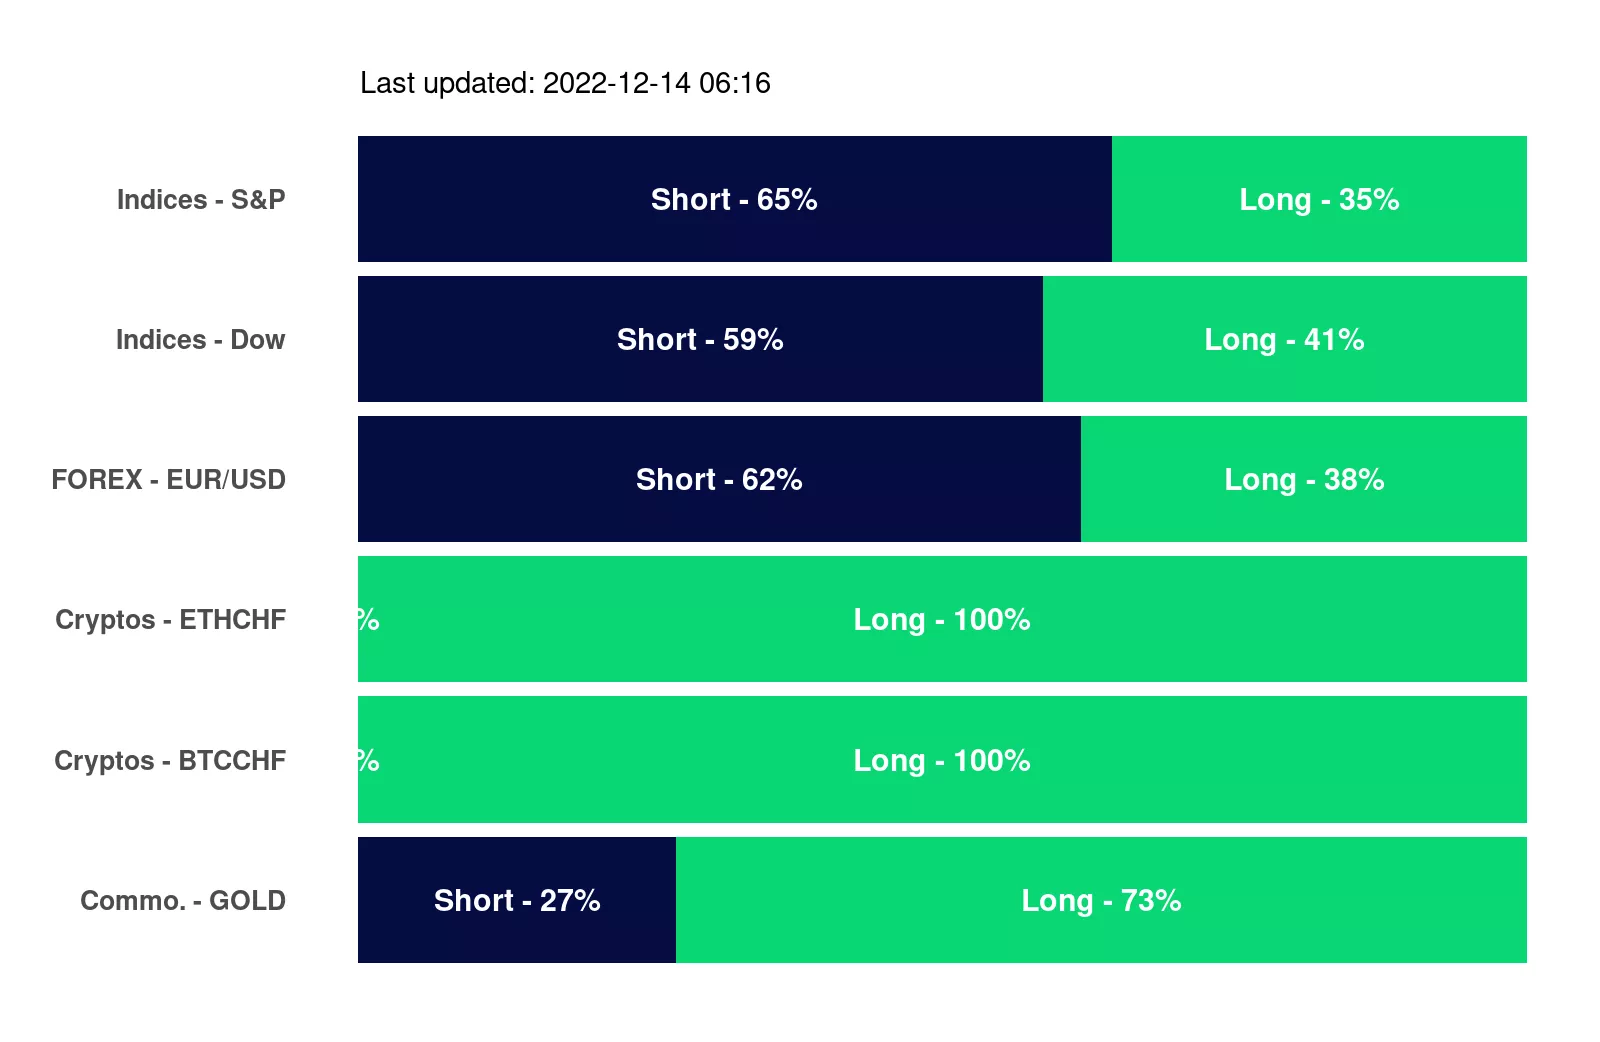 Last updated: 2022-12-14 06:16
Indices - S&P
Short - 65%
Long - 35%
Indices - Dow
Short - 59%
Long - 41%
FOREX - EUR/USD
Short - 62%
Long - 38%
Cryptos - ETHCHF
%
Long - 100%
Cryptos - BTCCHF
%
Long - 100%
Commo. - GOLD
Short - 27%
Long - 73%